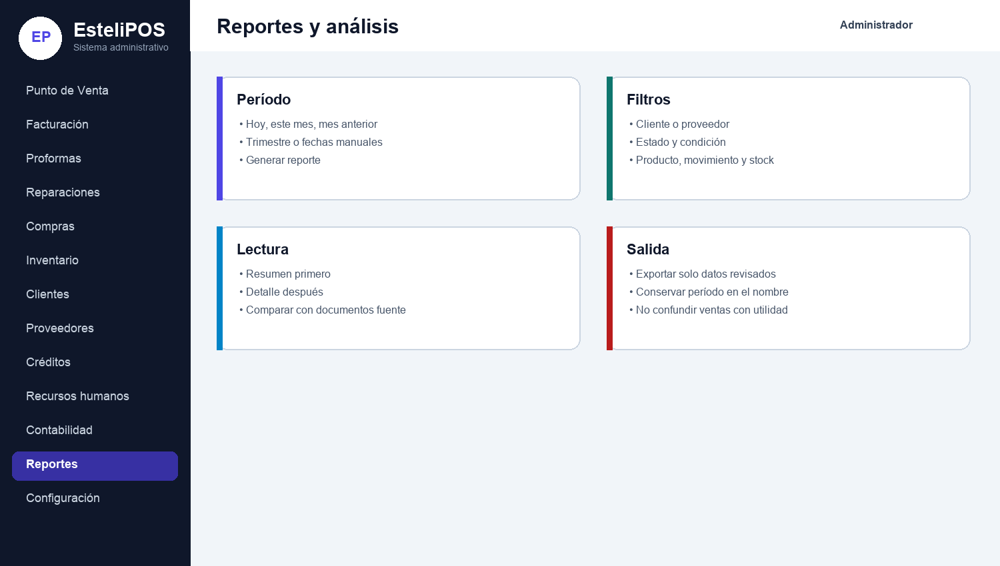 EP
EsteliPOS
Sistema administrativo
Punto de Venta
Facturación
Proformas
Reparaciones
Compras
Inventario
Clientes
Proveedores
Créditos
Recursos humanos
Contabilidad
Reportes
Configuración
Reportes y análisis
Administrador
Período
• Hoy, este mes, mes anterior
• Trimestre o fechas manuales
• Generar reporte
Filtros
• Cliente o proveedor
• Estado y condición
• Producto, movimiento y stock
Lectura
• Resumen primero
• Detalle después
• Comparar con documentos fuente
Salida
• Exportar solo datos revisados
• Conservar período en el nombre
• No confundir ventas con utilidad